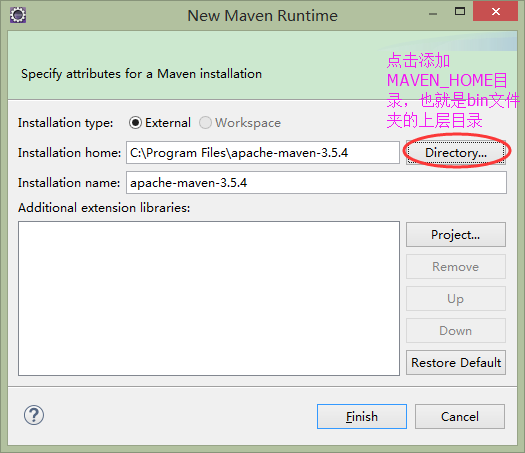 New Maven Runtime
Specify attributes for a Maven installation
点击添加
MAVEN_HOME目
录，也就是bin文件
夹的上层目录
Installation type: External Workspace
Installation home: C:\Program Files\apache-maven-3.5.4 Directory...
Installation name: apache-maven-3.5.4
Additional extension libraries:
Project...
Remove
Up
Down
Restore Default
? Finish Cancel